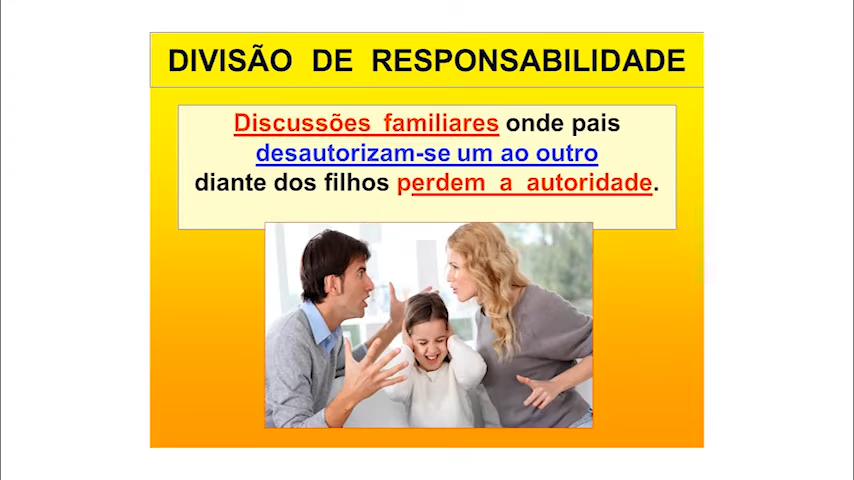 DIVISÃO DE RESPONSABILIDADE
Discussões familiares onde pais
desautorizam-se um ao outro
diante dos filhos perdem a autoridade.